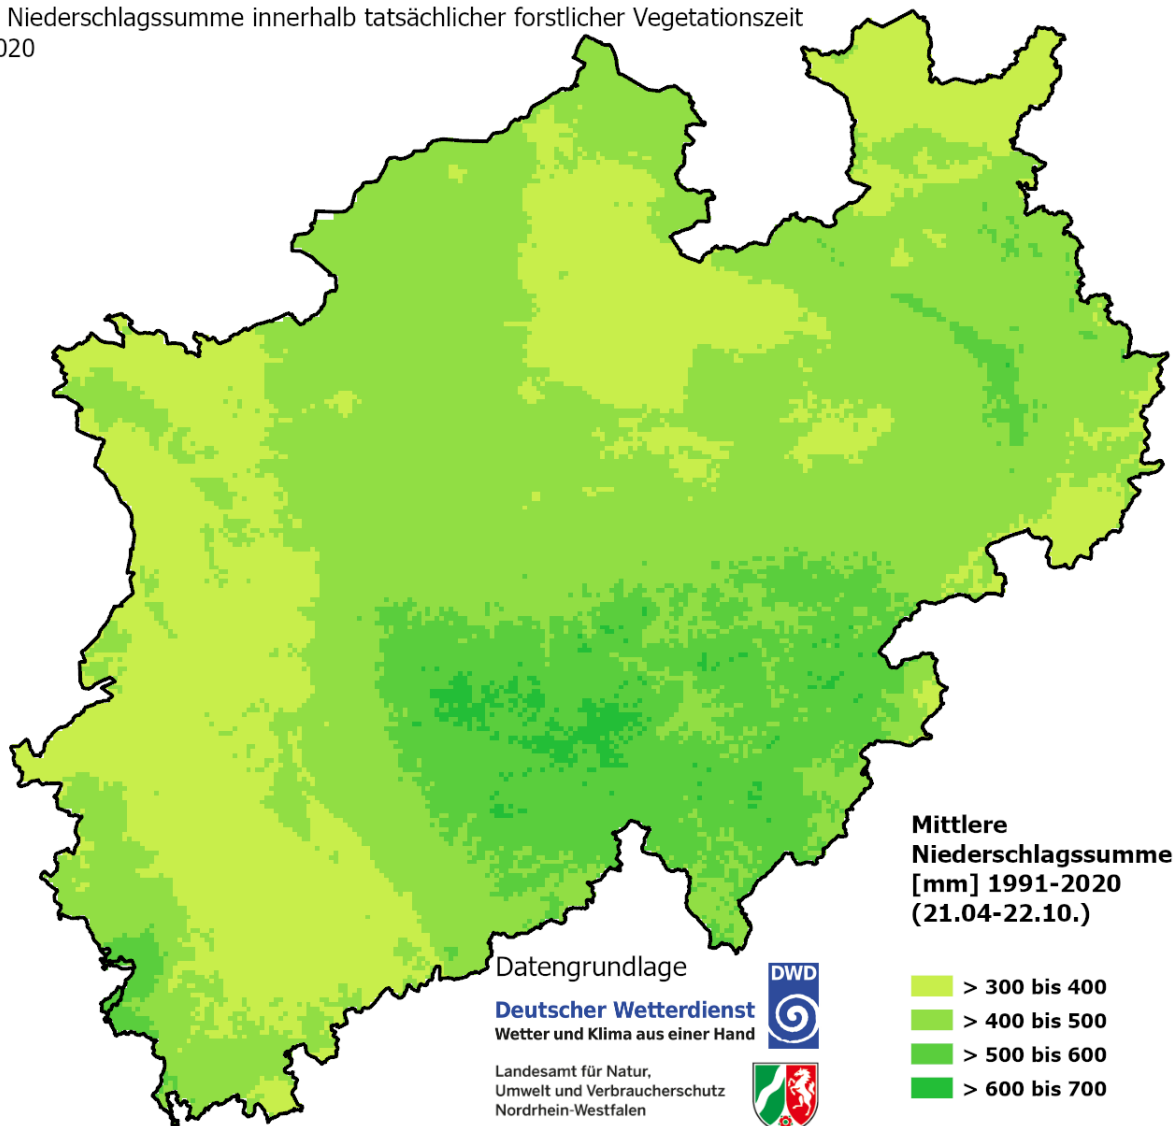 Niederschlagssumme innerhalb tatsächlicher forstlicher Vegetationszeit
020
Mittlere
Niederschlagssumme
[mm] 1991-2020
(21.04-22.10.)
> 300 bis 400
> 400 bis 500
> 500 bis 600
> 600 bis 700
Datengrundlage
DWD
Deutscher Wetterdienst
Wetter und Klima aus einer Hand
Landesamt für Natur,
Umwelt und Verbraucherschutz
Nordrhein-Westfalen